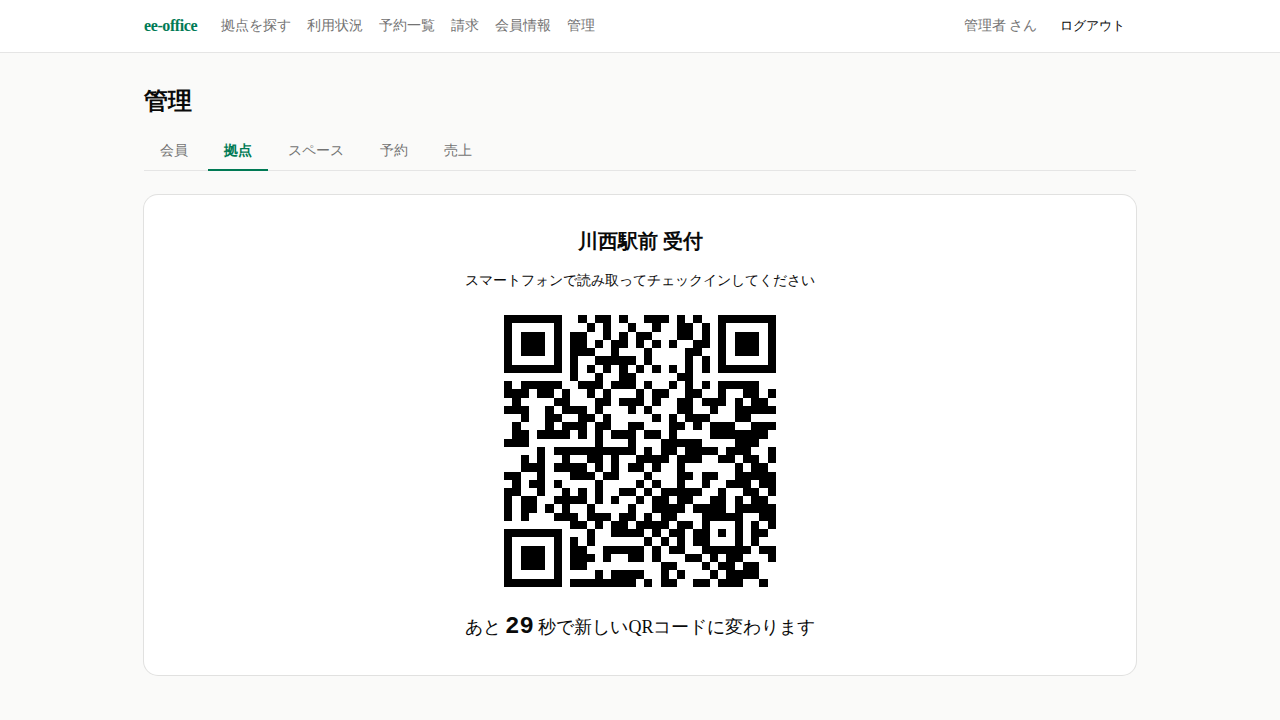 ee-office 拠点を探す 利用状況 予約一覧 請求 会員情報 管理 管理者 さん ログアウト
管理
会員 拠点 スペース 予約 売上
川西駅前 受付
スマートフォンで読み取ってチェックインしてください
あと 29 秒で新しいQRコードに変わります